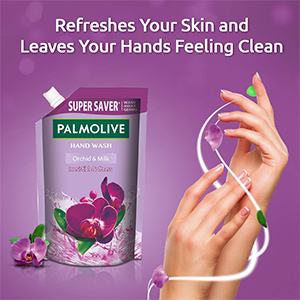 Refreshes Your Skin and
Leaves Your Hands Feeling Clean
SUPER SAVER
PALMOLIVE
HAND WASH
Orchid & Milk